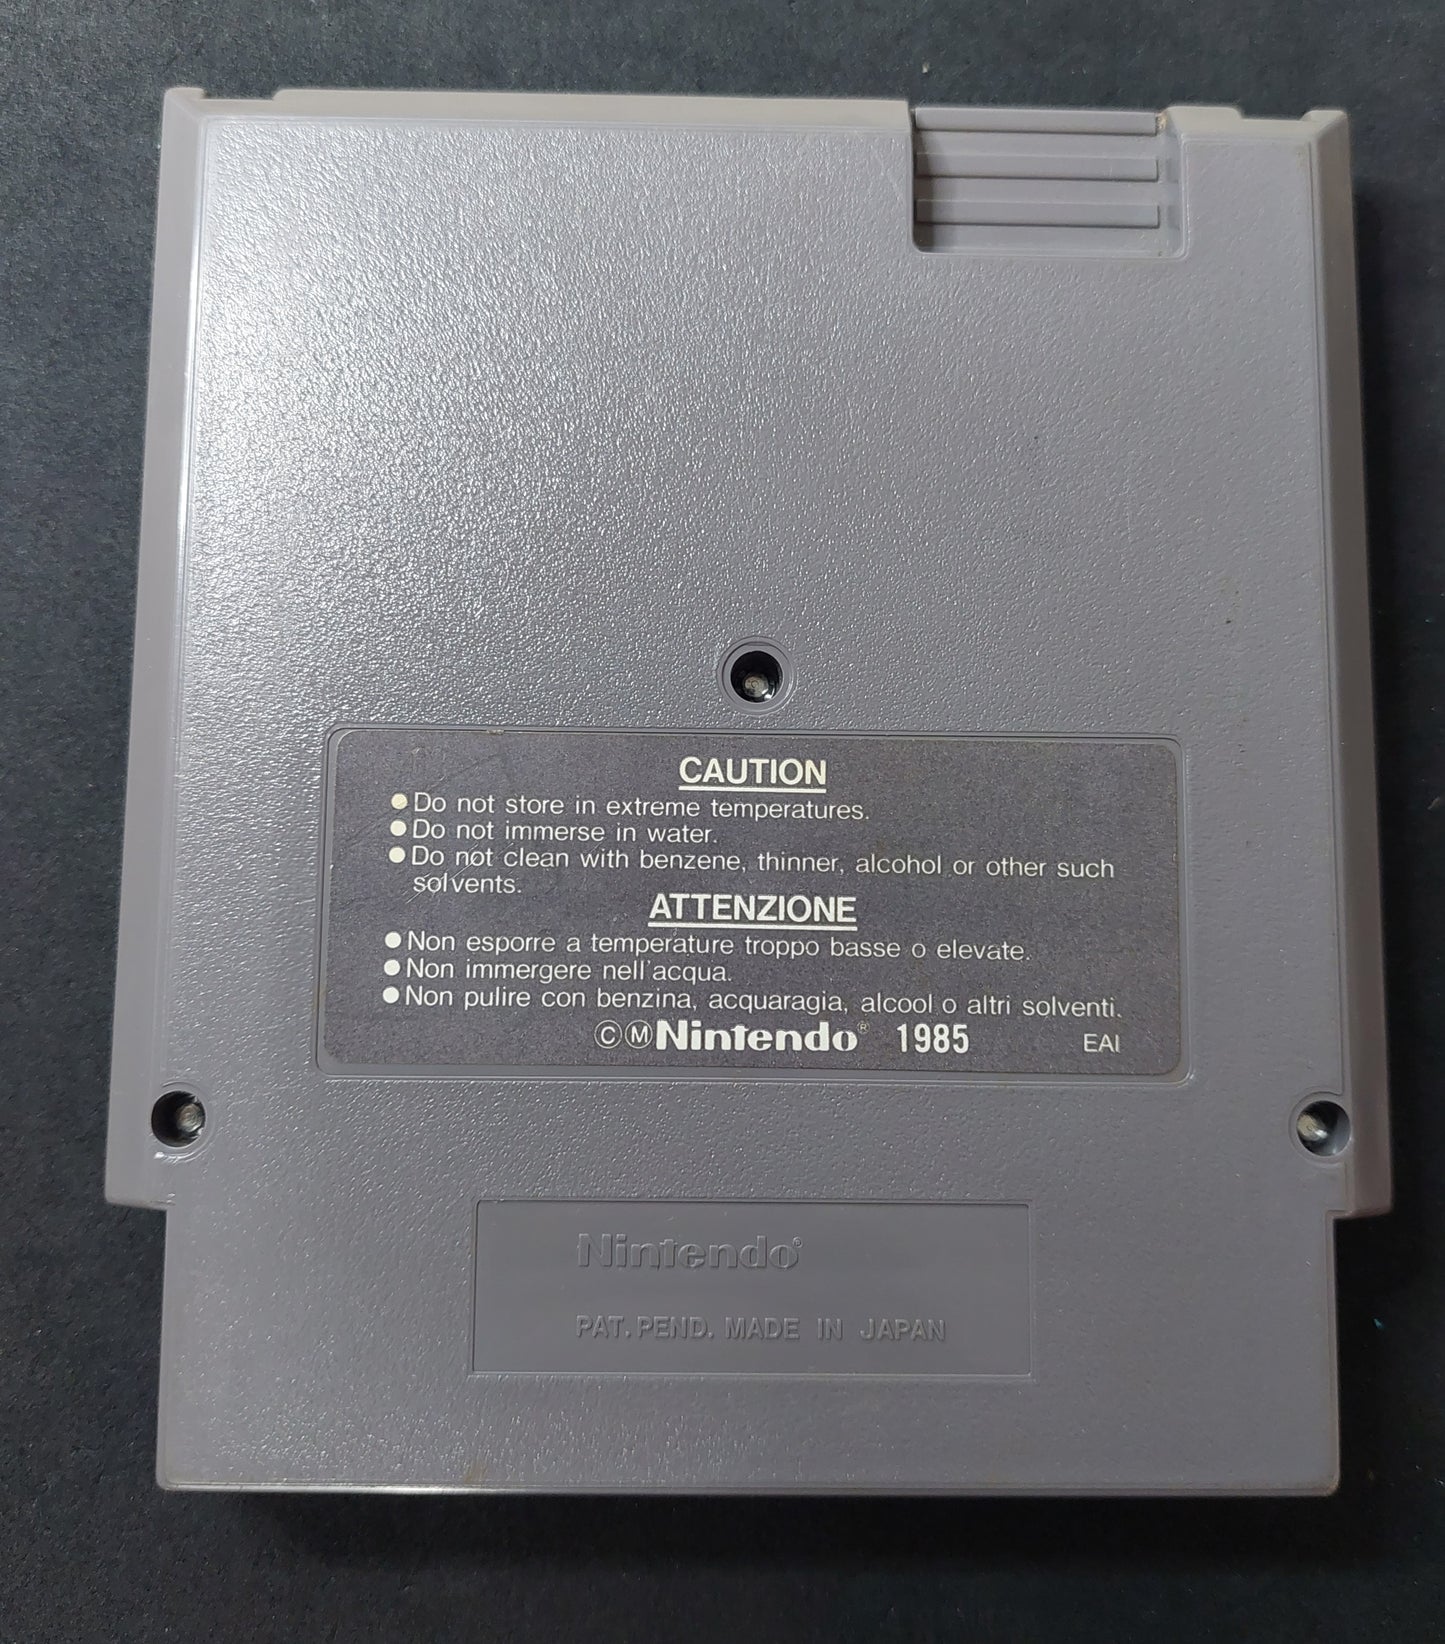 CAUTION
●Do not store in extreme temperatures.
●Do not immerse in water.
●Do not clean with benzene, thinner, alcohol or other such
solvents.
ATTENZIONE
●Non esporre a temperature troppo basse o elevate.
●Non immergere nell'acqua.
●Non pulire con benzina, acquaragia, alcool o altri solventi.
ⒸⓂNintendo® 1985 EAI
Nintendo®
PAT. PEND. MADE IN JAPAN